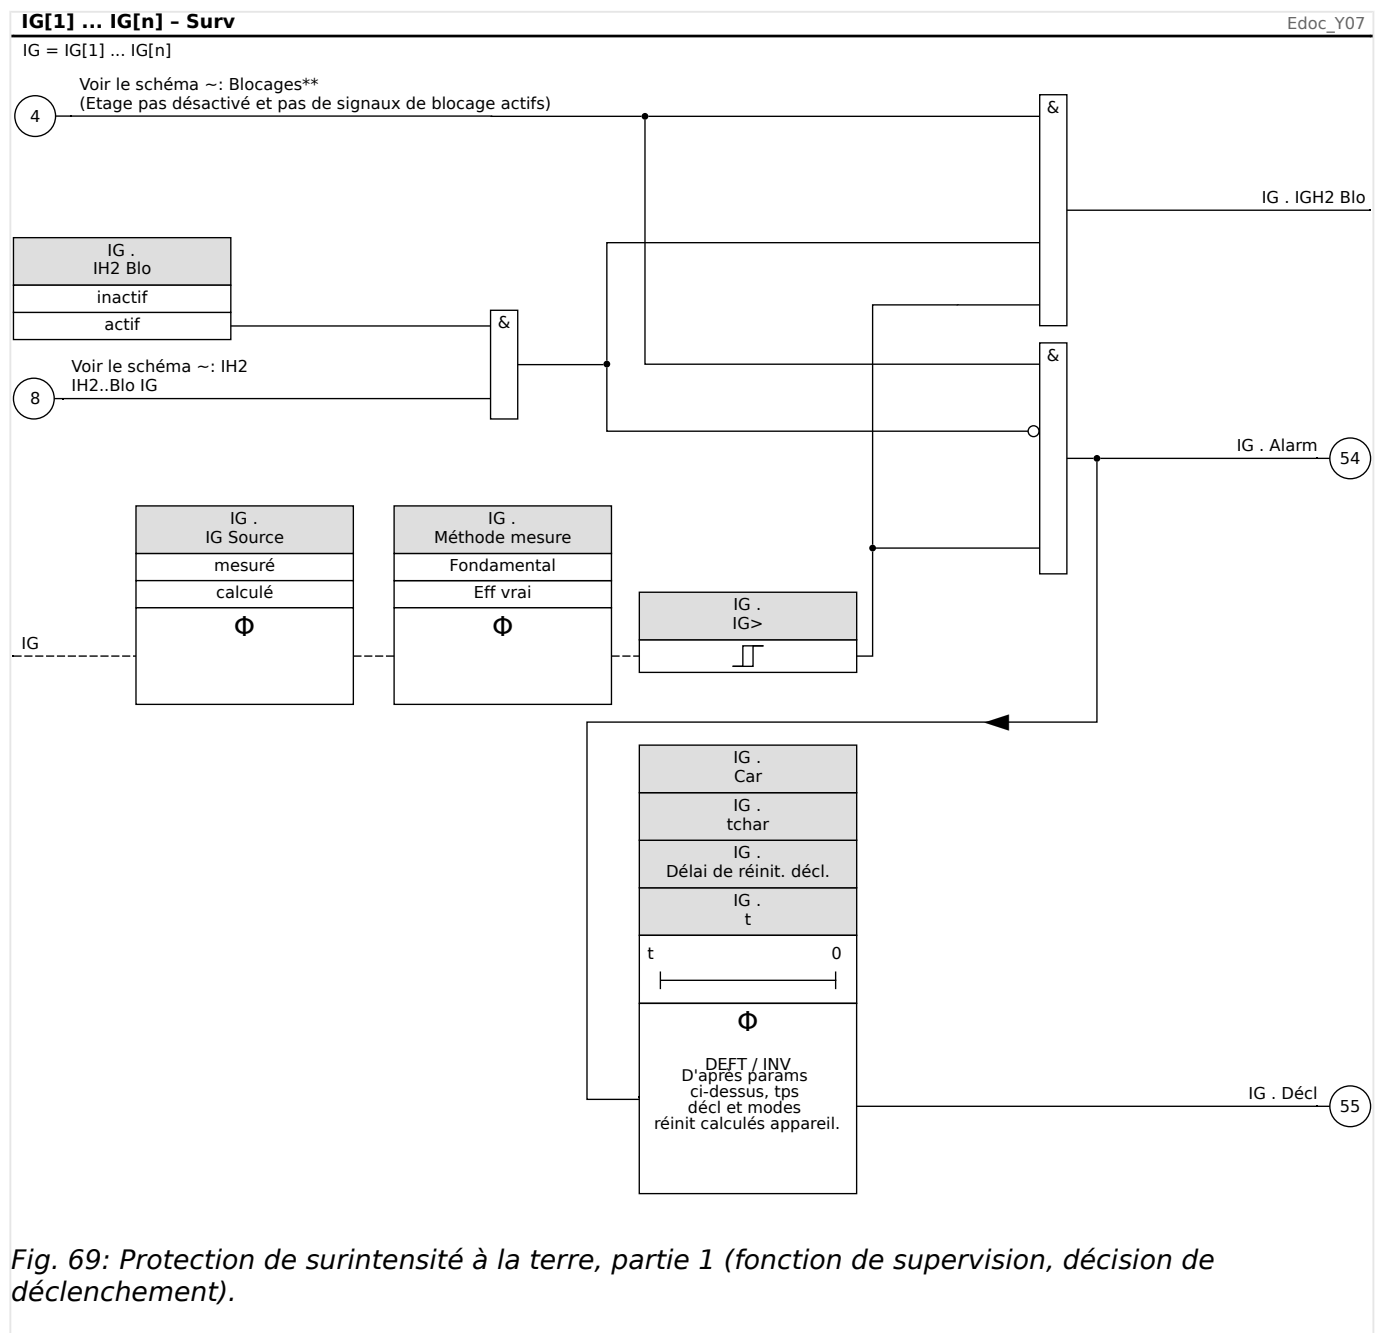 IG[1] ... IG[n] – Surv
Edoc_Y07
IG = IG[1] ... IG[n]
Voir le schéma ~: Blocages**
(Etage pas désactivé et pas de signaux de blocage actifs)
4
&
IG . IGH2 Blo
IG .
IH2 Blo
inactif
actif
&
Voir le schéma ~: IH2
IH2..Blo IG
8
&
IG . Alarm
54
IG .
IG Source
mesuré
calculé
Φ
IG .
Méthode mesure
Fondamental
Eff vrai
Φ
IG .
IG>
IG
IG .
Car
IG .
tchar
IG .
Délai de réinit. décl.
IG .
t
t 0
Φ
DEFT / INV
D'après params
ci-dessus, tps
décl et modes
réinit calculés appareil.
IG . Décl
55
Fig. 69: Protection de surintensité à la terre, partie 1 (fonction de supervision, décision de
déclenchement).